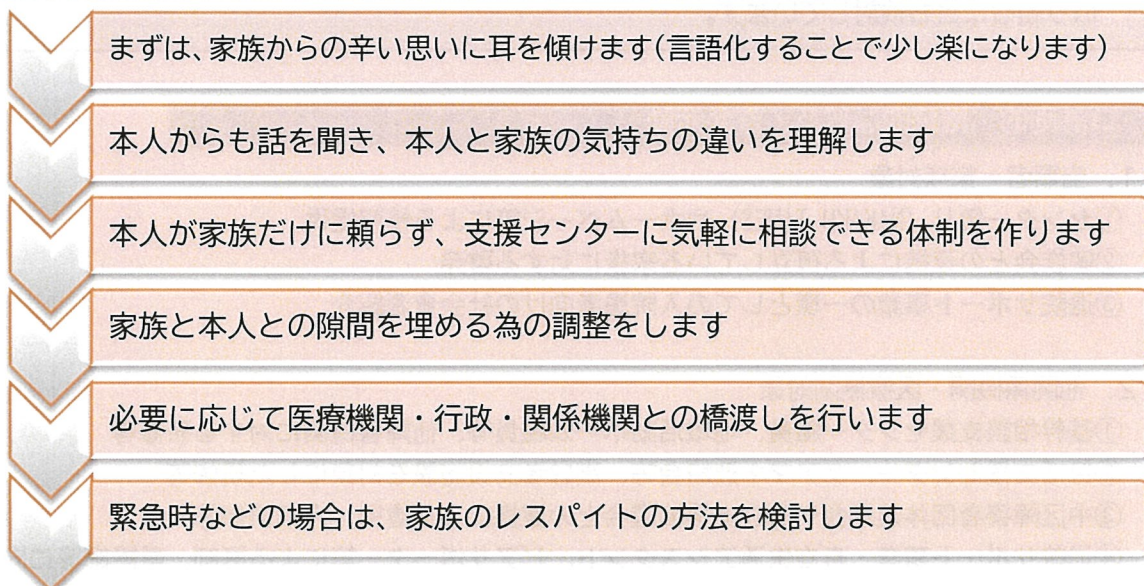 まずは、家族からの辛い思いに耳を傾けます(言語化することで少し楽になります)
本人からも話を聞き、本人と家族の気持ちの違いを理解します
本人が家族だけに頼らず、支援センターに気軽に相談できる体制を作ります
家族と本人との隙間を埋める為の調整をします
必要に応じて医療機関・行政・関係機関との橋渡しを行います
緊急時などの場合は、家族のレスパイトの方法を検討します